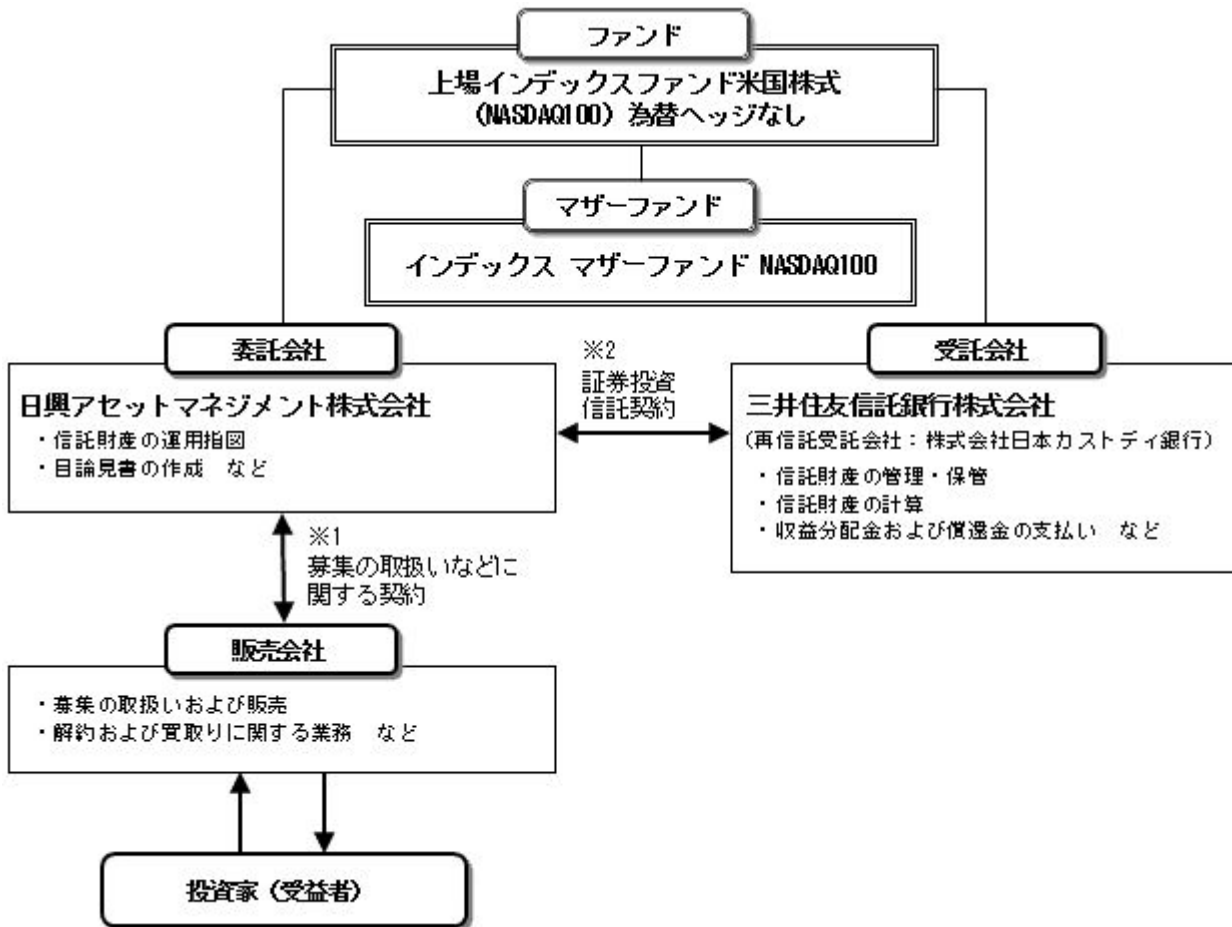 ファンド
上場インデックスファンド米国株式
(NASDAQ100) 為替ヘッジなし
マザーファンド
インデックス マザーファンド NASDAQ100
委託会社
日興アセットマネジメント株式会社
・信託財産の運用指図
・目論見書の作成 など
※2
証券投資
信託契約
受託会社
三井住友信託銀行株式会社
(再信託受託会社:株式会社日本カストディ銀行)
・信託財産の管理・保管
・信託財産の計算
・収益分配金および償還金の支払い など
※1
募集の取扱いなどに
関する契約
販売会社
・募集の取扱いおよび販売
・解約および買取りに関する業務 など
投資家(受益者)